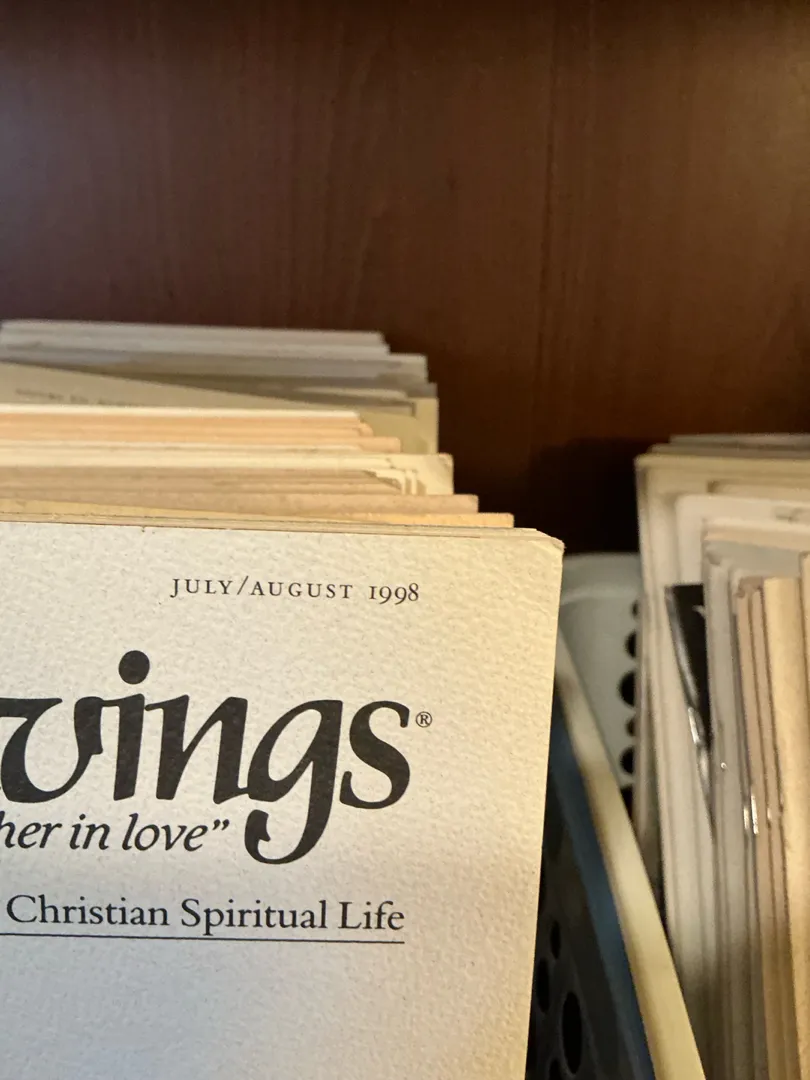 JULY/AUGUST 1998
wings®
her in love”
Christian Spiritual Life